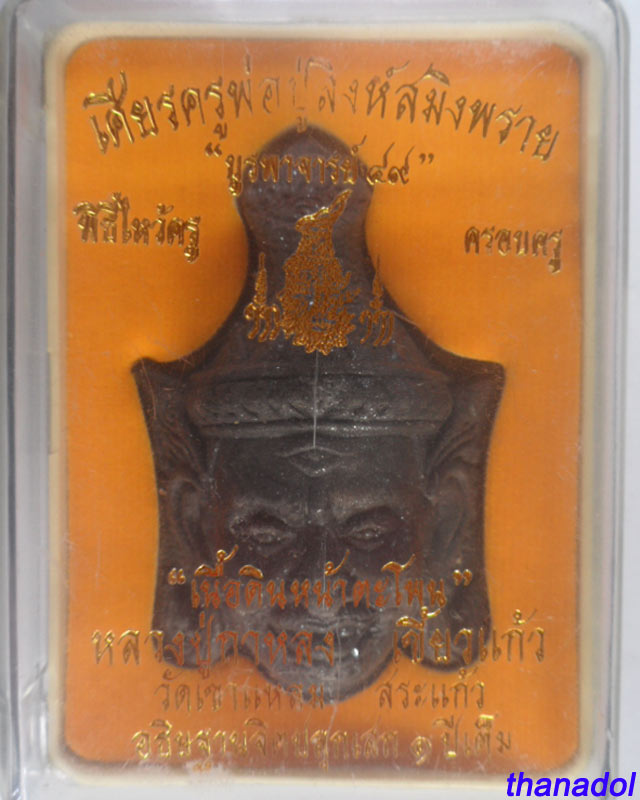 เศียรครูพ่อปู่สิงห์สมิงพราย
“บูรพาจารย์ ๔๙”
พิธีไหว้ครู ครอบครู
“เนื้อดินหน้าตะโพน”
หลวงปู่กาหลง เขี้ยวแก้ว
วัดเขาแหลม สระแก้ว
อธิษฐานจิตปลุกเสก ๑ ปีเต็ม
thanadol